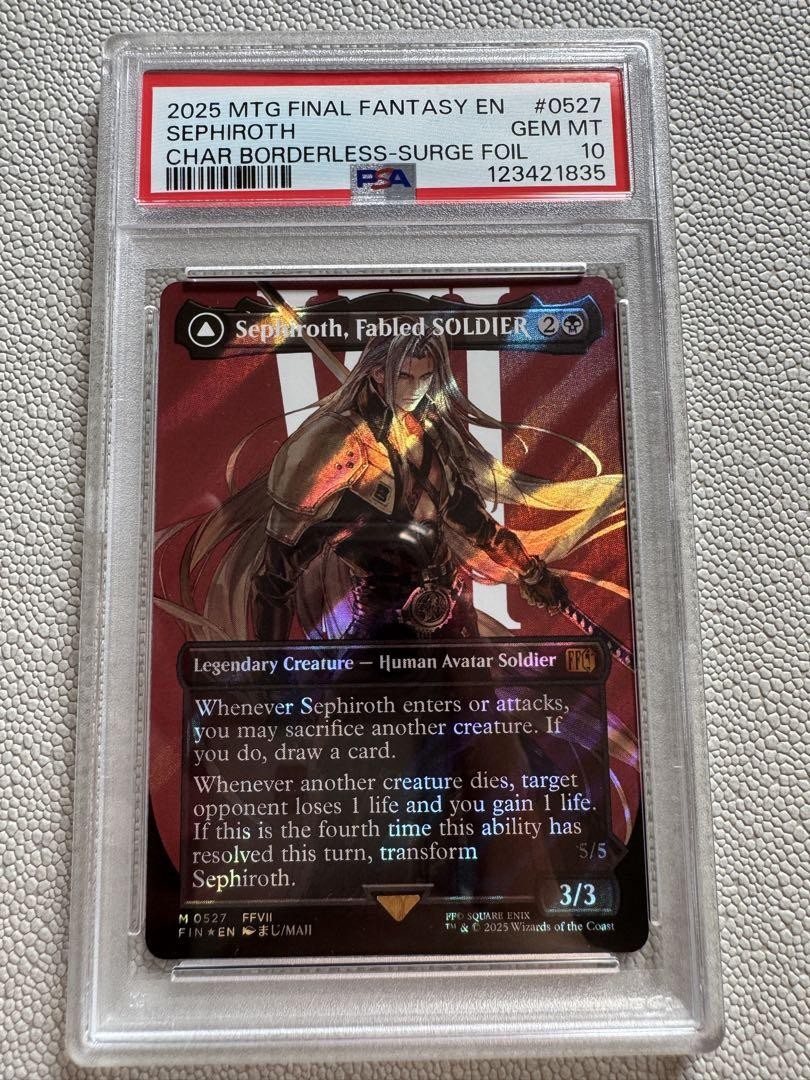 2025 MTG FINAL FANTASY EN #0527
SEPHIROTH GEM MT
CHAR BORDERLESS-SURGE FOIL 10
PSA 123421835
VII
Sephiroth, Fabled SOLDIER 2
Legendary Creature — Human Avatar Soldier
Whenever Sephiroth enters or attacks,
you may sacrifice another creature. If
you do, draw a card.
Whenever another creature dies, target
opponent loses 1 life and you gain 1 life.
If this is the fourth time this ability has
resolved this turn, transform 5/5
Sephiroth.
3/3
M 0527 FFVII
FIN★EN まじ/MAJI
SQUARE ENIX
™ & © 2025 Wizards of the Coast